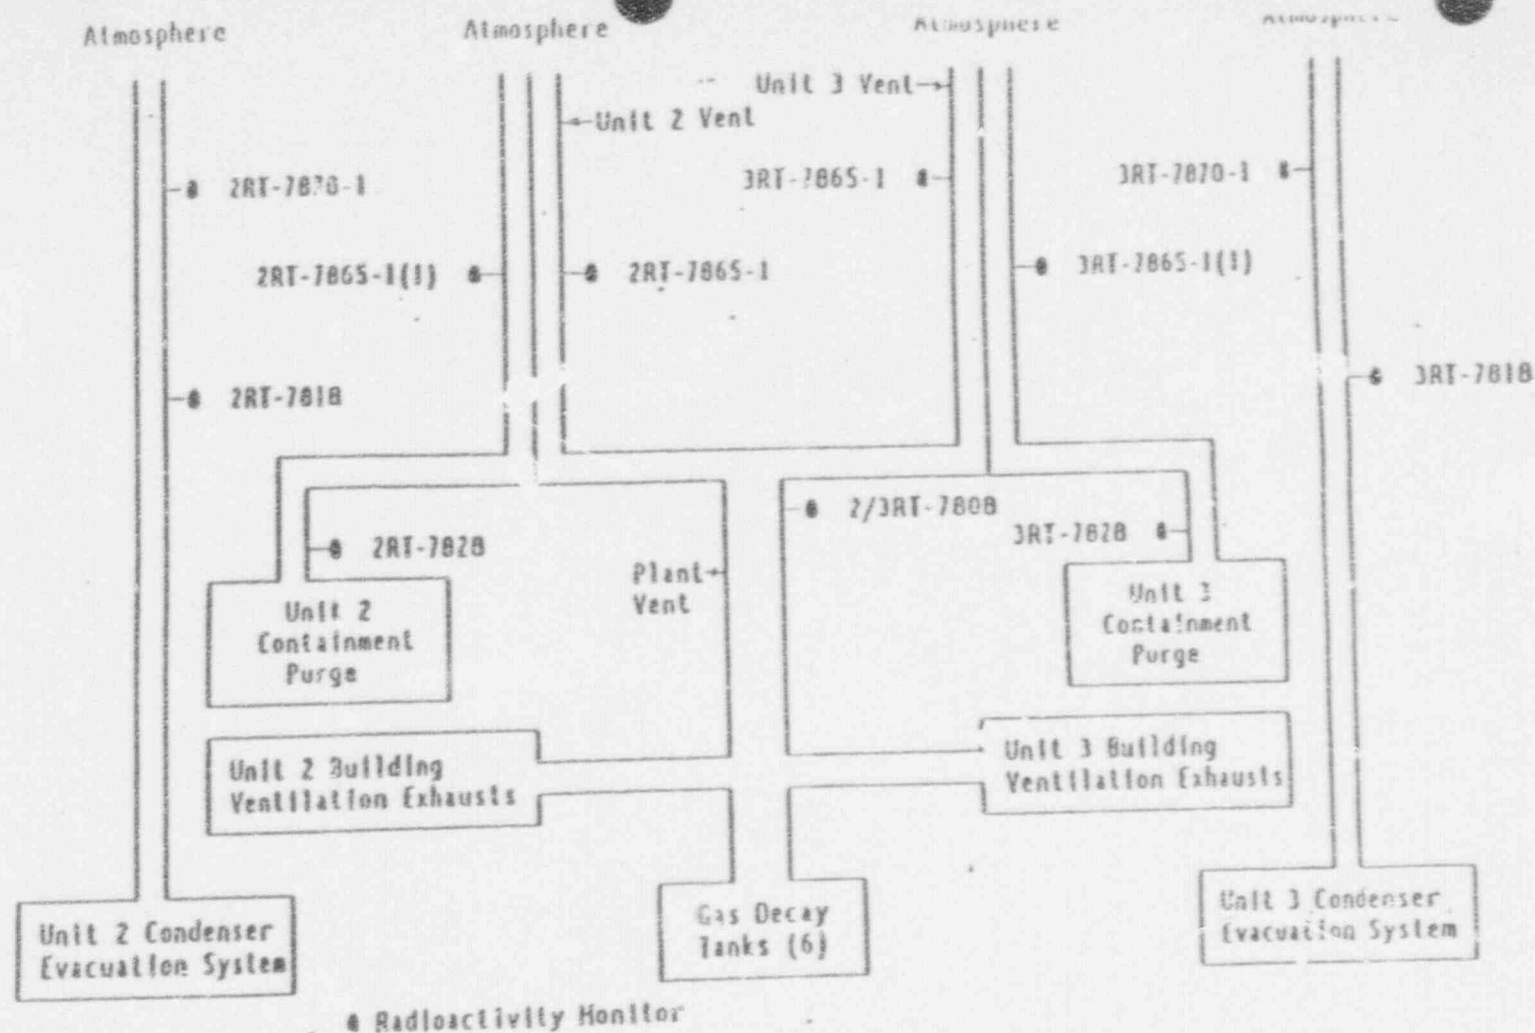 Atmosphere
Atmosphere
Atmosphere
Atmosphere
Unit 3 Vent
Unit 2 Vent
2RT-7870-1
3RT-7865-1
3RT-7870-1
2RT-7865-1(1)
2RT-7865-1
3RT-7865-1(1)
2RT-7818
3RT-7818
2/3RT-7808
2RT-7828
3RT-7828
Plant
Vent
Unit 2
Containment
Purge
Unit 3
Containment
Purge
Unit 2 Building
Ventilation Exhausts
Unit 3 Building
Ventilation Exhausts
Unit 2 Condenser
Evacuation System
Gas Decay
Tanks (6)
Unit 3 Condenser
Evacuation System
Radioactivity Monitor